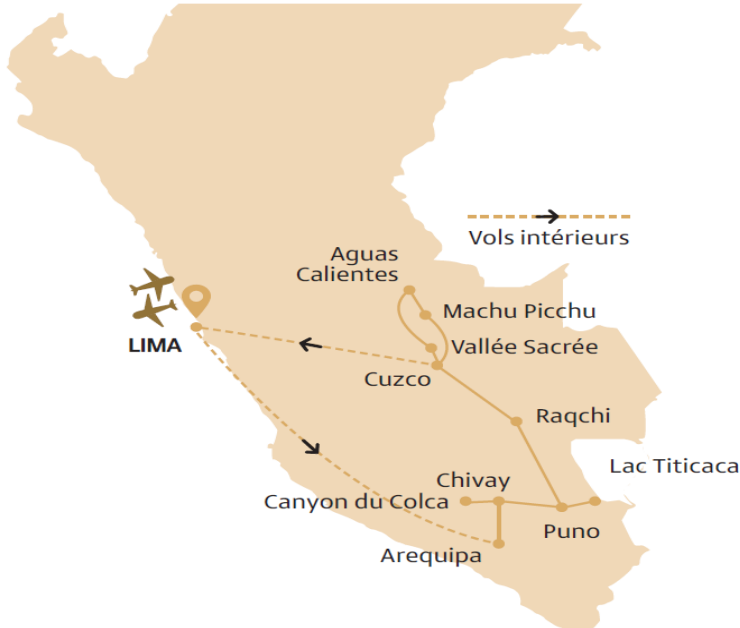 Vols intérieurs
Aguas
Calientes
Machu Picchu
LIMA
Vallée Sacrée
Cuzco
Raqchi
Lac Titicaca
Chivay
Canyon du Colca
Puno
Arequipa